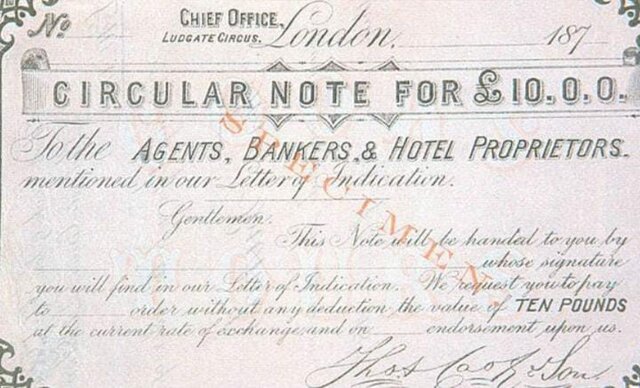 No
CHIEF OFFICE,
LUDGATE CIRCUS.
London, 187
CIRCULAR NOTE FOR £10.0.0.
To the AGENTS, BANKERS, & HOTEL PROPRIETORS.
mentioned in our Letter of Indication.
Gentlemen.
This Note will be handed to you by
whose signature
you will find in our Letter of Indication. We request you to pay
to order without any deduction, the value of TEN POUNDS
at the current rate of exchange, and on endorsement upon us.
Thos Cook & Son.
SPECIMEN.